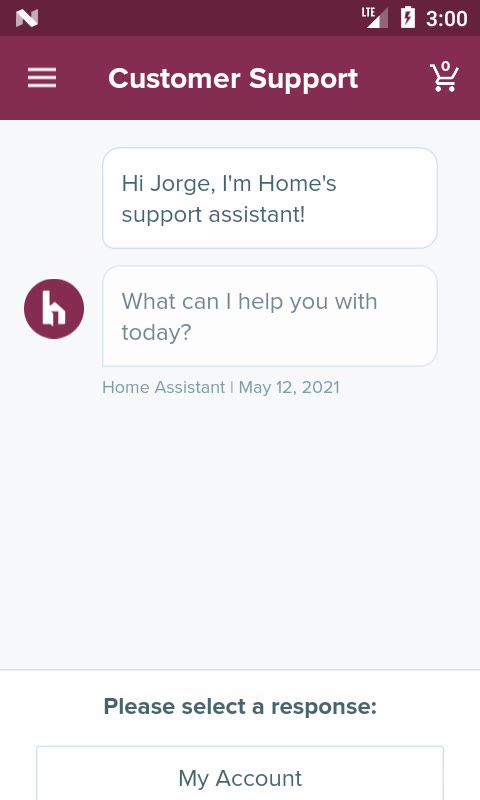 LTE 3:00
Customer Support
0
Hi Jorge, I'm Home's
support assistant!
h
What can I help you with
today?
Home Assistant | May 12, 2021
Please select a response:
My Account